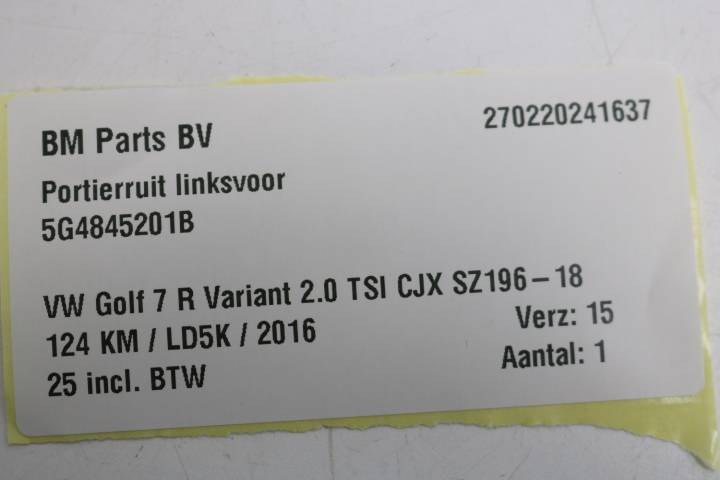 BM Parts BV
270220241637
Portierruit linksvoor
5G4845201B
VW Golf 7 R Variant 2.0 TSI CJX SZ196-18
124 KM / LD5K / 2016
Verz: 15
25 incl. BTW
Aantal: 1